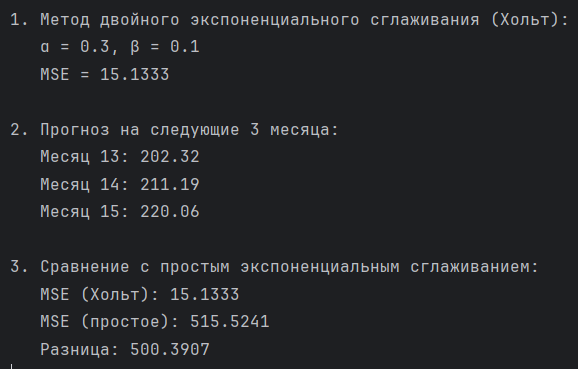 1. Метод двойного экспоненциального сглаживания (Хольт):
α = 0.3, β = 0.1
MSE = 15.1333
2. Прогноз на следующие 3 месяца:
Месяц 13: 202.32
Месяц 14: 211.19
Месяц 15: 220.06
3. Сравнение с простым экспоненциальным сглаживанием:
MSE (Хольт): 15.1333
MSE (простое): 515.5241
Разница: 500.3907